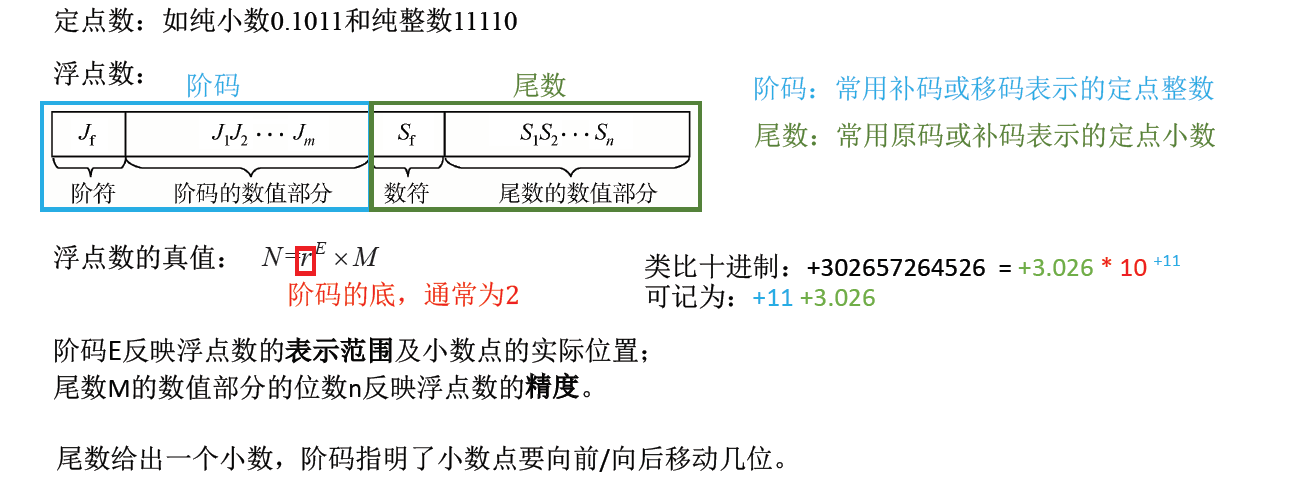 定点数：如纯小数0.1011和纯整数11110
浮点数：
阶码 尾数
阶码：常用补码或移码表示的定点整数
尾数：常用原码或补码表示的定点小数
Jf J1J2 ··· Jm Sf S1S2 ··· Sn
阶符 阶码的数值部分 数符 尾数的数值部分
浮点数的真值： N=r^E × M
阶码的底，通常为2
类比十进制：+302657264526 = +3.026 * 10 +11
可记为：+11 +3.026
阶码E反映浮点数的表示范围及小数点的实际位置；
尾数M的数值部分的位数n反映浮点数的精度。
尾数给出一个小数，阶码指明了小数点要向前/向后移动几位。